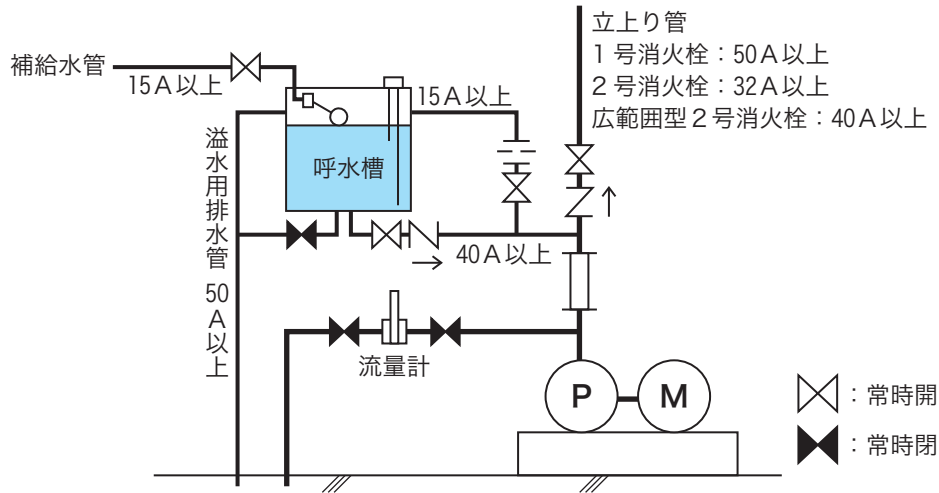 補給水管
15A以上
15A以上
呼水槽
溢水用排水管 50A以上
40A以上
流量計
立上り管
1号消火栓：50A以上
2号消火栓：32A以上
広範囲型2号消火栓：40A以上
P
M
：常時開
：常時閉